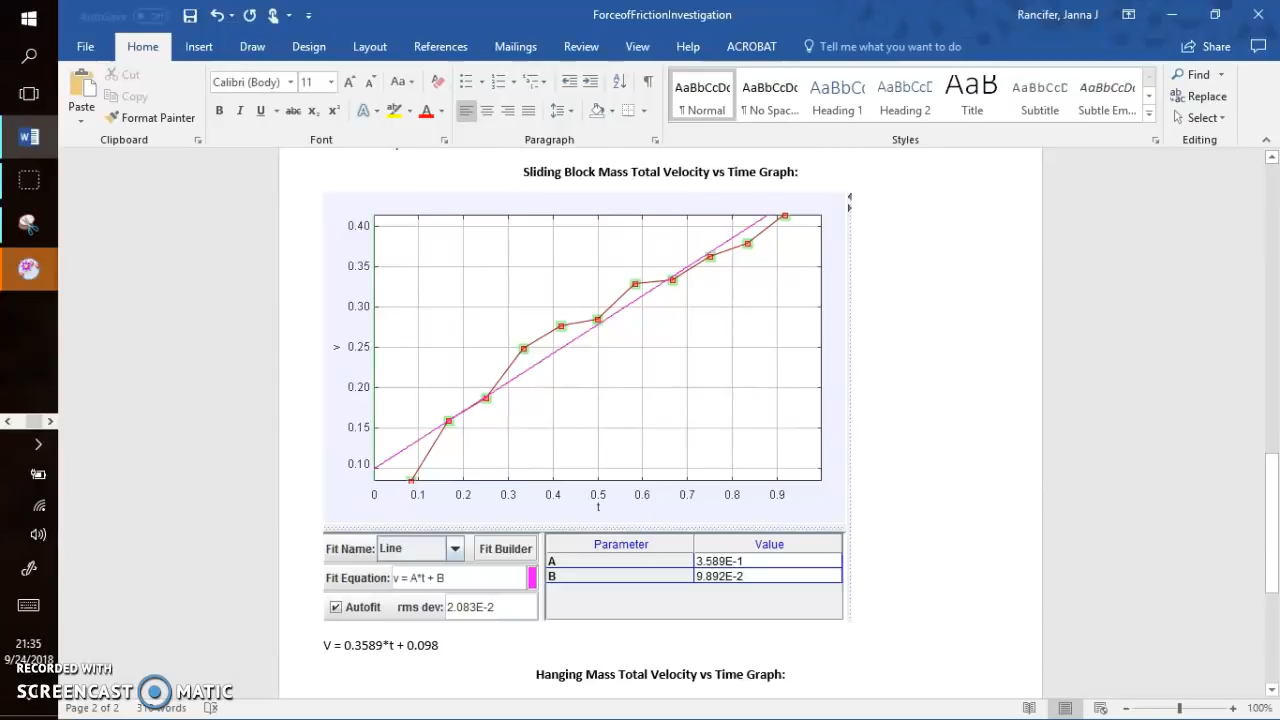 AutoSave Off
ForceofFrictionInvestigation
Rancifer, Janna J
File Home Insert Draw Design Layout References Mailings Review View Help ACROBAT Tell me what you want to do Share
Paste
Cut
Copy
Format Painter
Calibri (Body) 11
AaBbCcDc AaBbCcDc AaBbC AaBbCcD AaB AaBbCcD AaBbCcDc
¶ Normal ¶ No Spac... Heading 1 Heading 2 Title Subtitle Subtle Em...
Find
Replace
Select
Clipboard Font Paragraph Styles Editing
Sliding Block Mass Total Velocity vs Time Graph:
0.40
0.35
0.30
v 0.25
0.20
0.15
0.10
0 0.1 0.2 0.3 0.4 0.5 0.6 0.7 0.8 0.9
t
Fit Name: Line Fit Builder
Fit Equation: v = A*t + B
Autofit rms dev: 2.083E-2
Parameter Value
A 3.589E-1
B 9.892E-2
V = 0.3589*t + 0.098
Hanging Mass Total Velocity vs Time Graph:
21:35
9/24/2018
RECORDED WITH
SCREENCAST MATIC
Page 2 of 2 words 100%